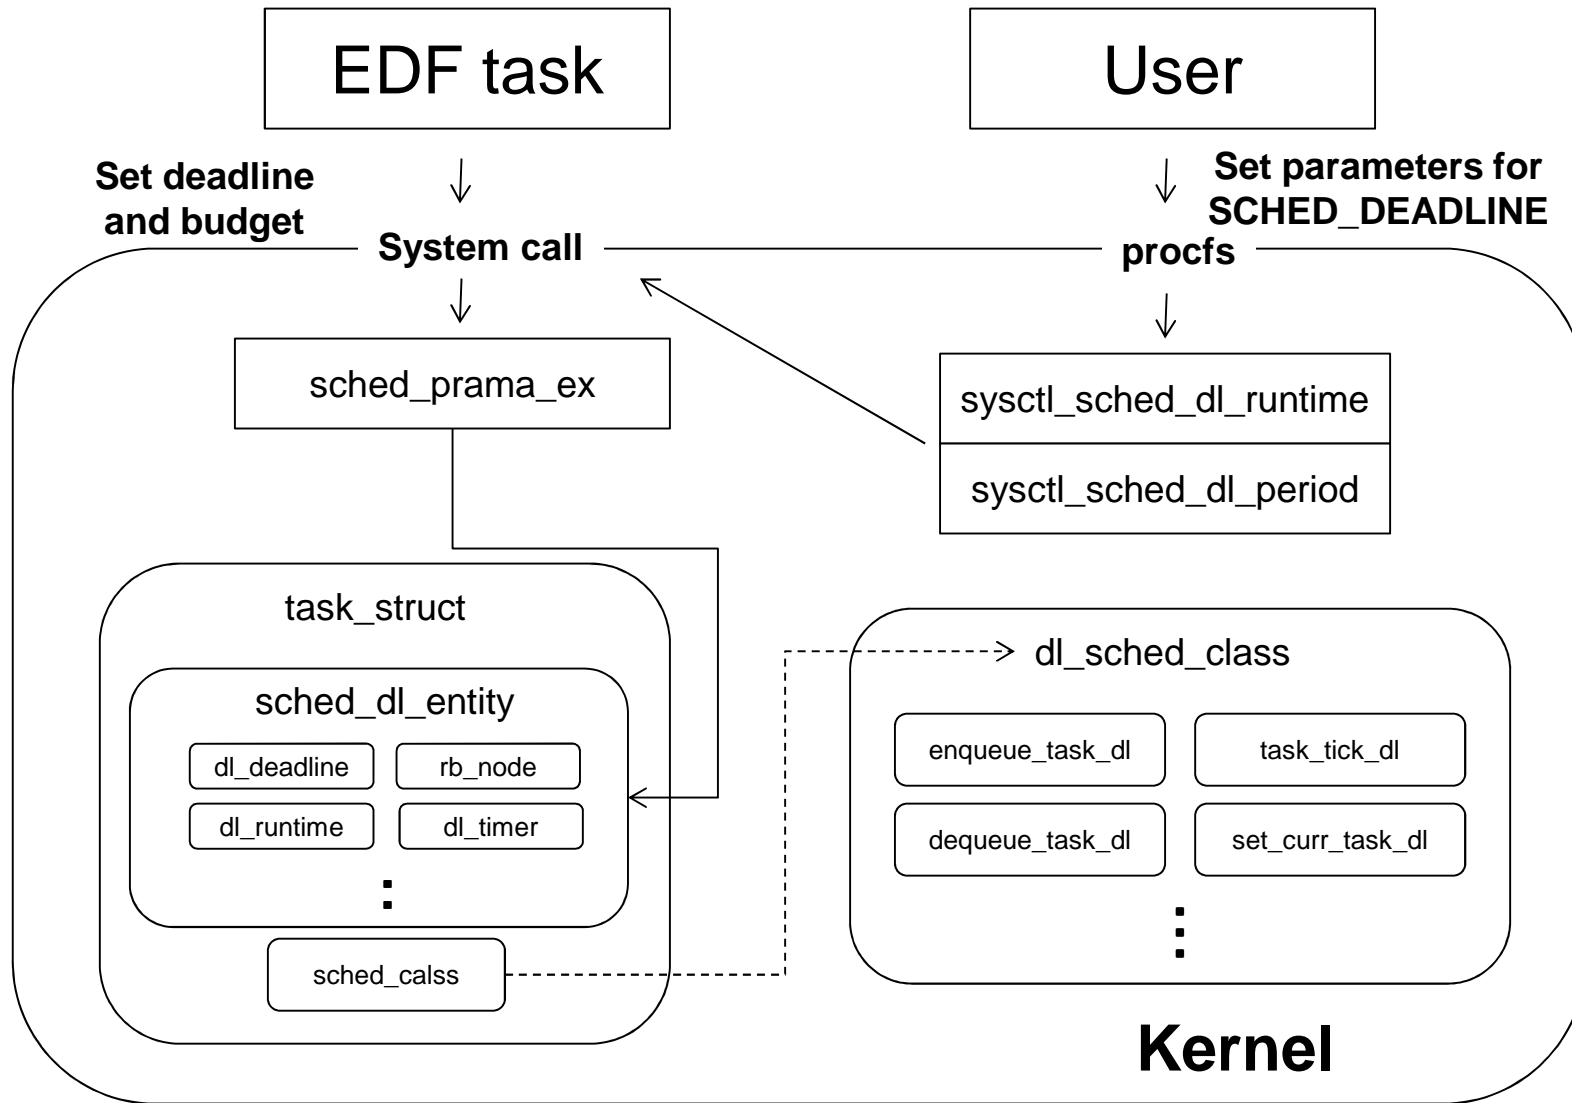 EDF task
User
Set deadline
and budget
Set parameters for
SCHED_DEADLINE
System call
procfs
sched_prama_ex
sysctl_sched_dl_runtime
sysctl_sched_dl_period
task_struct
sched_dl_entity
dl_deadline
rb_node
dl_runtime
dl_timer
sched_calss
dl_sched_class
enqueue_task_dl
task_tick_dl
dequeue_task_dl
set_curr_task_dl
Kernel